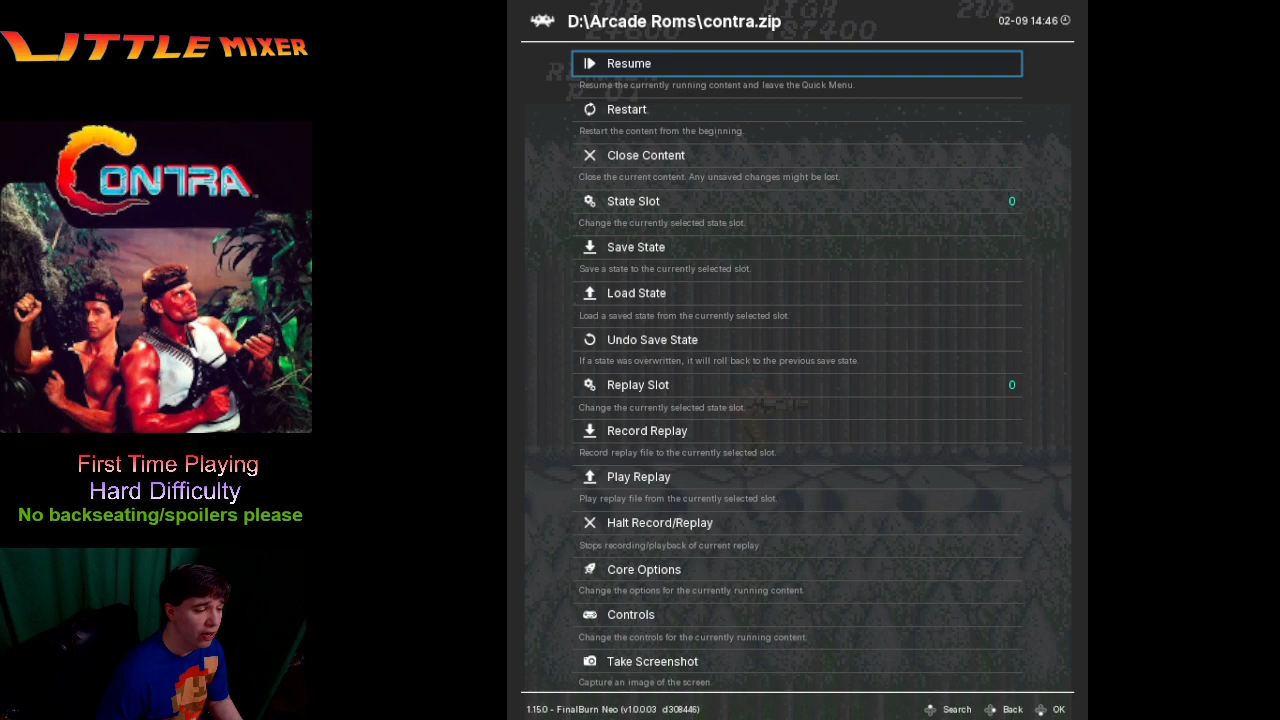 LITTLE MIXER
CONTRA
First Time Playing
Hard Difficulty
No backseating/spoilers please
D:\Arcade Roms\contra.zip
02-09 14:46
HIGH
2UP
24600
187400
Resume
Resume the currently running content and leave the Quick Menu.
Restart
Restart the content from the beginning.
Close Content
Close the current content. Any unsaved changes might be lost.
State Slot 0
Change the currently selected state slot.
Save State
Save a state to the currently selected slot.
Load State
Load a saved state from the currently selected slot.
Undo Save State
If a state was overwritten, it will roll back to the previous save state.
Replay Slot 0
Change the currently selected state slot.
Record Replay
Record replay file to the currently selected slot.
Play Replay
Play replay file from the currently selected slot.
Halt Record/Replay
Stops recording/playback of current replay
Core Options
Change the options for the currently running content.
Controls
Change the controls for the currently running content.
Take Screenshot
Capture an image of the screen.
1.15.0 - FinalBurn Neo (v1.0.0.03 d308446)
Search Back OK